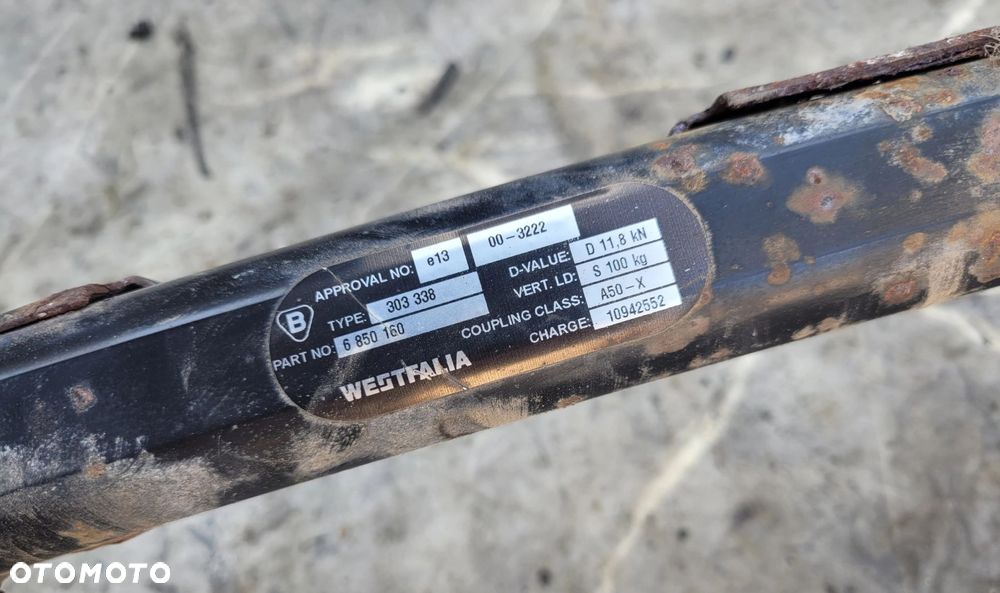 APPROVAL NO: e13 00-3222
TYPE: 303 338
PART NO: 6 850 160
B
WESTFALIA
D-VALUE: D 11,8 kN
VERT. LD: S 100 kg
COUPLING CLASS: A50-X
CHARGE: 10942552
OTOMOTO